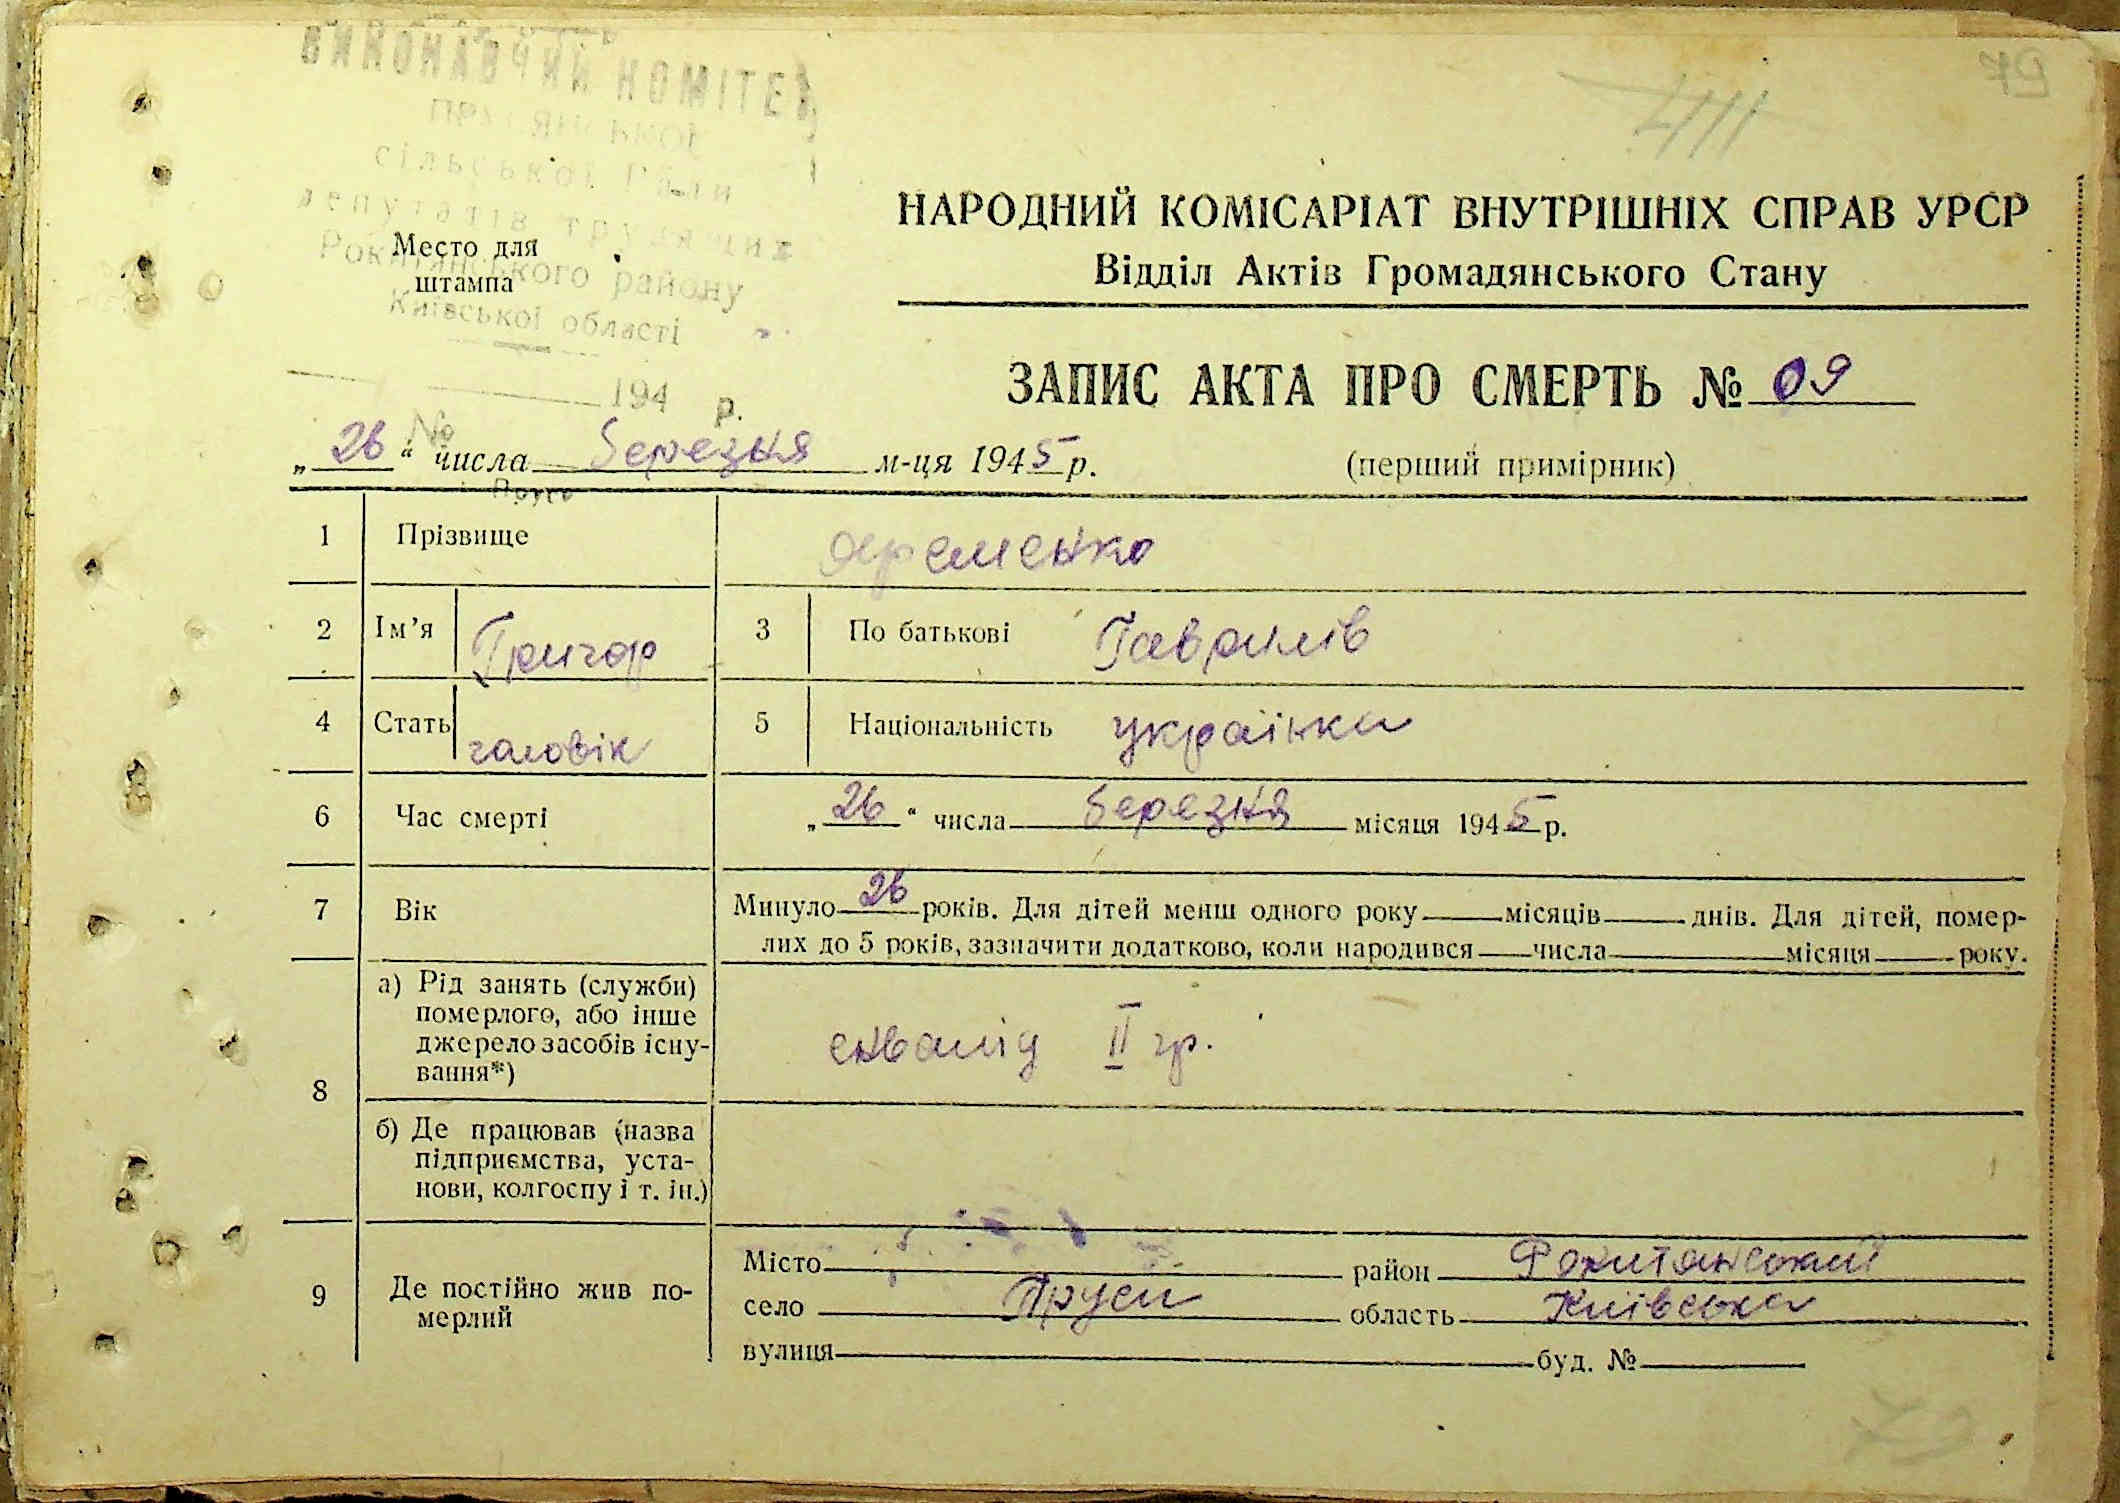 ВИКОНАВЧИЙ КОМІТЕТ
сільської Ради
депутатів трудящих
Рокитянського району
Київської області
194 р.
№
Место для
штампа
411
НАРОДНИЙ КОМІСАРІАТ ВНУТРІШНІХ СПРАВ УРСР
Відділ Актів Громадянського Стану
ЗАПИС АКТА ПРО СМЕРТЬ № 09
„26“ числа березня м-ця 1945 р.
(перший примірник)
1 Прізвище Яременко
2 Ім’я Григор 3 По батькові Гаврилів
4 Стать чоловік 5 Національність українка
6 Час смерті „26“ числа березня місяця 1945 р.
7 Вік Минуло 26 років. Для дітей менш одного року місяців днів. Для дітей, помер-
лих до 5 років, зазначити додатково, коли народився числа місяця року.
8 а) Рід занять (служби)
померлого, або інше
джерело засобів існу-
вання*)
енвалід II гр.
б) Де працював (назва
підприємства, уста-
нови, колгоспу і т. ін.)
9 Де постійно жив по-
мерлий
Місто район Рокитянський
село Пруси область Київська
вулиця буд. №